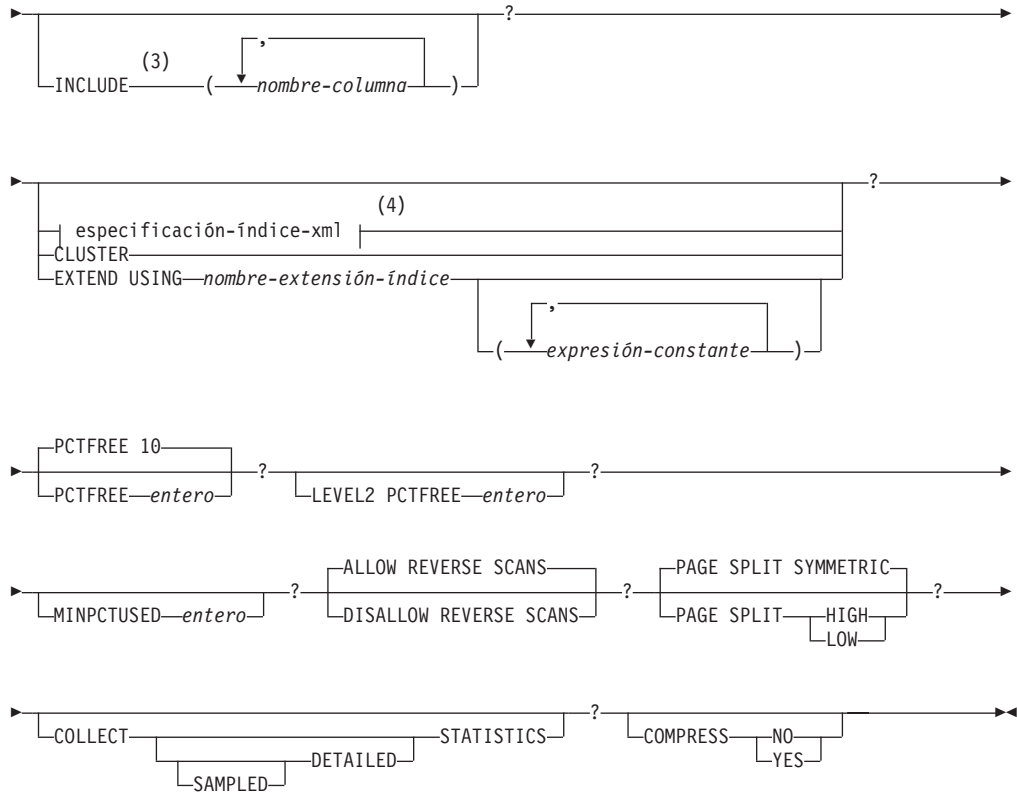 ?
,
(3)
INCLUDE ( nombre-columna )
?
(4)
especificación-índice-xml
CLUSTER
EXTEND USING nombre-extensión-índice
,
( expresión-constante )
PCTFREE 10
? ?
PCTFREE entero LEVEL2 PCTFREE entero
ALLOW REVERSE SCANS PAGE SPLIT SYMMETRIC
? ? ?
MINPCTUSED entero DISALLOW REVERSE SCANS PAGE SPLIT HIGH
LOW
?
COLLECT STATISTICS COMPRESS NO
DETAILED YES
SAMPLED